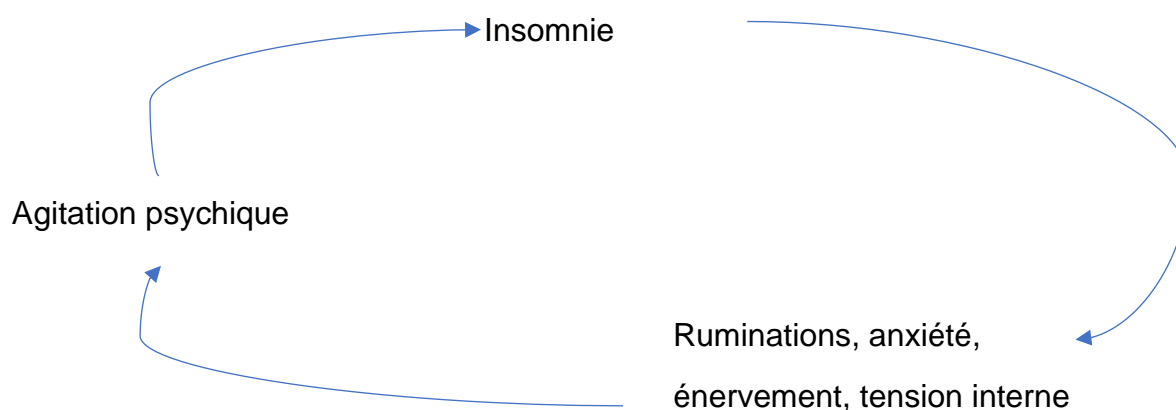 Insomnie
Agitation psychique
Ruminations, anxiété,
énervement, tension interne